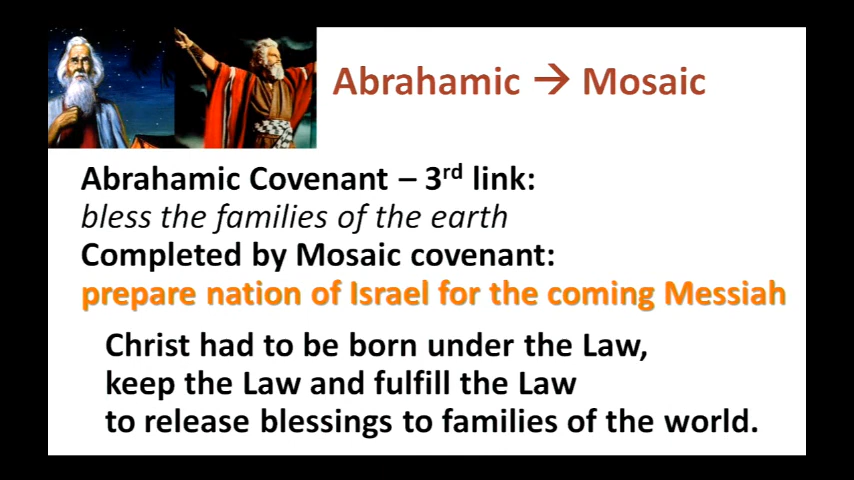 Abrahamic → Mosaic
Abrahamic Covenant – 3rd link:
bless the families of the earth
Completed by Mosaic covenant:
prepare nation of Israel for the coming Messiah
Christ had to be born under the Law,
keep the Law and fulfill the Law
to release blessings to families of the world.